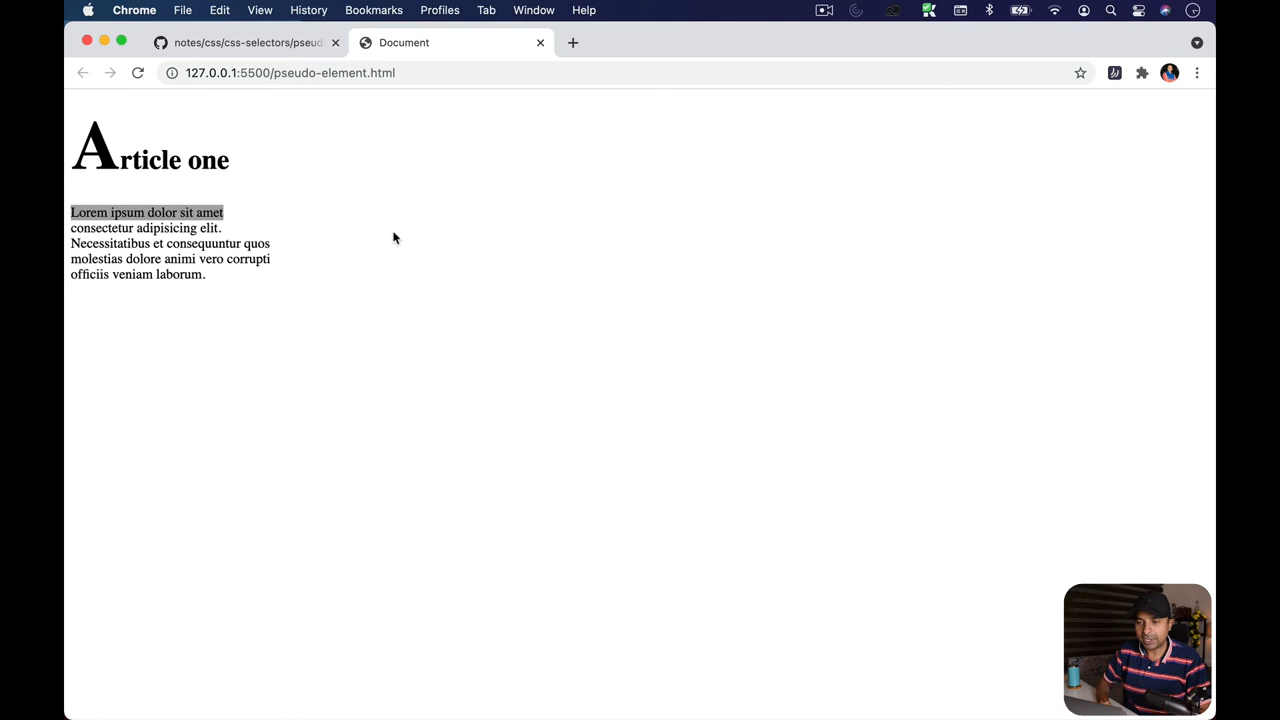 Chrome File Edit View History Bookmarks Profiles Tab Window Help
notes/css/css-selectors/pseud Document
127.0.0.1:5500/pseudo-element.html
Article one
Lorem ipsum dolor sit amet
consectetur adipisicing elit.
Necessitatibus et consequuntur quos
molestias dolore animi vero corrupti
officiis veniam laborum.